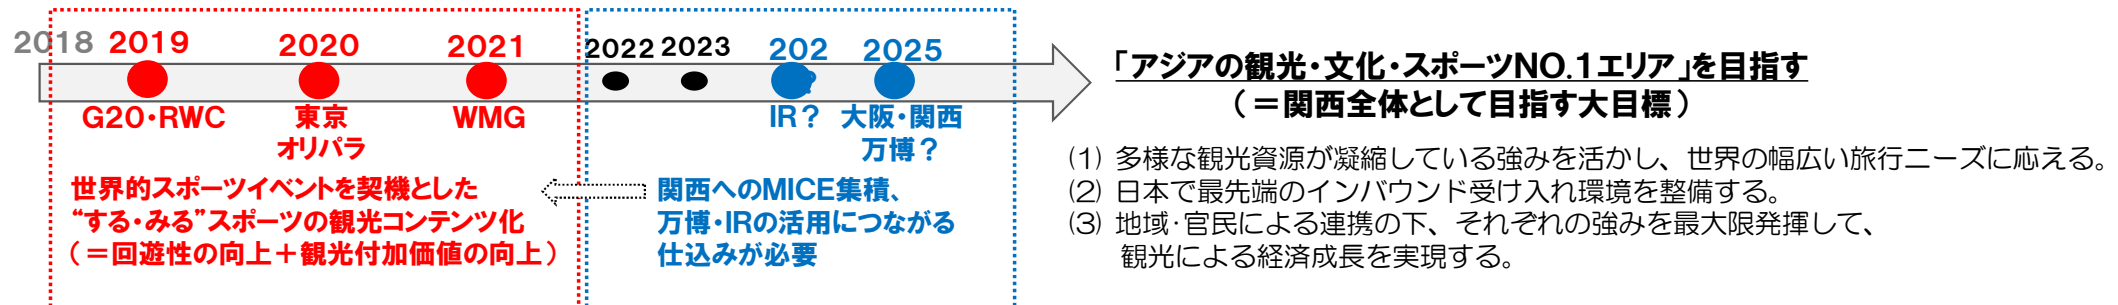 2018 2019 2020 2021 2022 2023 202? 2025
G20・RWC 東京 WMG IR？ 大阪・関西
オリパラ 万博？
世界的スポーツイベントを契機とした
“する・みる”スポーツの観光コンテンツ化
（＝回遊性の向上＋観光付加価値の向上）
関西へのMICE集積、
万博・IRの活用につながる
仕込みが必要
「アジアの観光・文化・スポーツNO.1エリア」を目指す
（＝関西全体として目指す大目標）
⑴ 多様な観光資源が凝縮している強みを活かし、世界の幅広い旅行ニーズに応える。
⑵ 日本で最先端のインバウンド受け入れ環境を整備する。
⑶ 地域・官民による連携の下、それぞれの強みを最大限発揮して、
観光による経済成長を実現する。